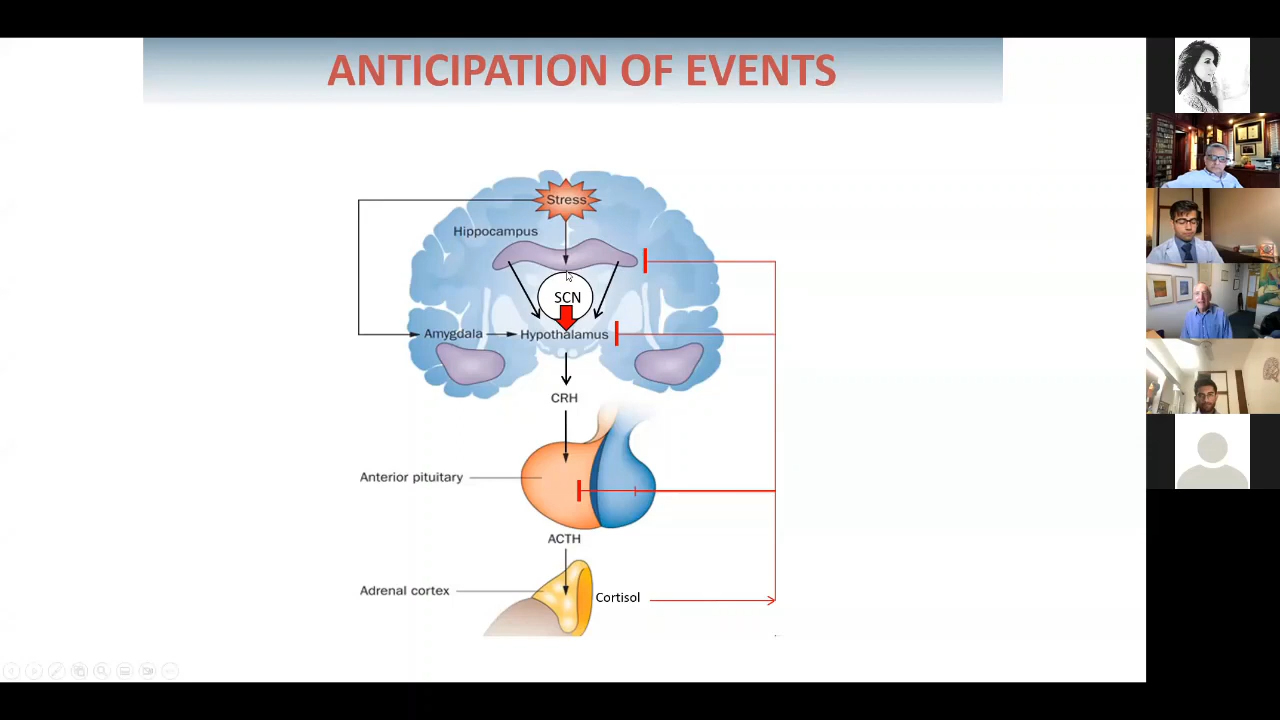 ANTICIPATION OF EVENTS
Stress
Hippocampus
SCN
Amygdala
Hypothalamus
CRH
Anterior pituitary
ACTH
Adrenal cortex
Cortisol